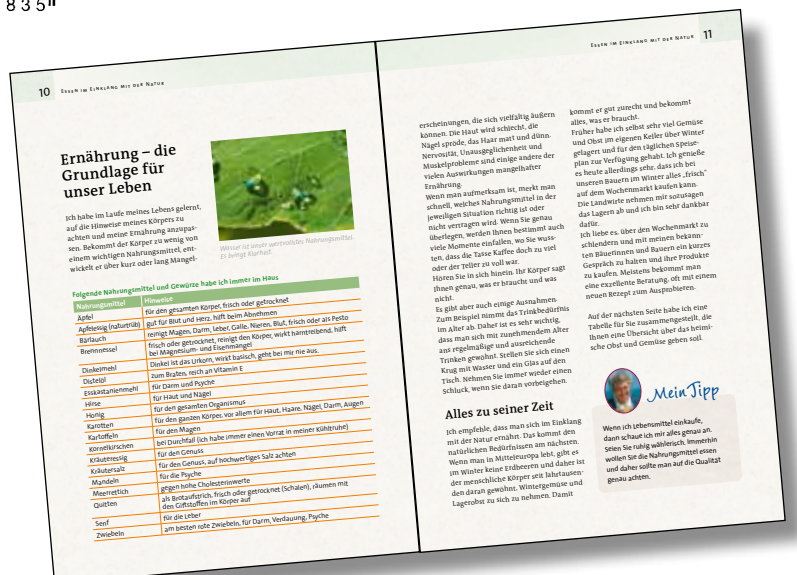 8 3 5"
10 Essen im Einklang mit der Natur
Ernährung – die
Grundlage für
unser Leben
Ich habe im Laufe meines Lebens gelernt,
auf die Hinweise meines Körpers zu
achten und meine Ernährung anzupas-
sen. Bekommt der Körper zu wenig von
einem wichtigen Nahrungsmittel, ent-
wickelt er über kurz oder lang Mangel-
Wasser ist unser wertvollstes Nahrungsmittel.
Es bringt Klarheit.
Folgende Nahrungsmittel und Gewürze habe ich immer im Haus
Nahrungsmittel Hinweise
Äpfel für den gesamten Körper, frisch oder getrocknet
Apfelessig (naturtrüb) gut für Blut und Herz, hilft beim Abnehmen
Bärlauch reinigt Magen, Darm, Leber, Galle, Nieren, Blut, frisch oder als Pesto
Brennnessel frisch oder getrocknet, reinigt den Körper, wirkt harntreibend, hilft
bei Magnesium- und Eisenmangel
Dinkelmehl Dinkel ist das Urkorn, wirkt basisch, geht bei mir nie aus.
Distelöl zum Braten, reich an Vitamin E
Esskastanienmehl für Darm und Psyche
Hirse für Haut und Nägel
Honig für den gesamten Organismus
Karotten für den ganzen Körper, vor allem für Haut, Haare, Nägel, Darm, Augen
Kartoffeln für den Magen
Kornelkirschen bei Durchfall (ich habe immer einen Vorrat in meiner Kühltruhe)
Kräuteressig für den Genuss
Kräutersalz für den Genuss, auf hochwertiges Salz achten
Mandeln für die Psyche
Meerrettich gegen hohe Cholesterinwerte
Quitten als Brotaufstrich, frisch oder getrocknet (Schalen), räumen mit
den Giftstoffen im Körper auf
Senf für die Leber
Zwiebeln am besten rote Zwiebeln, für Darm, Verdauung, Psyche
Essen im Einklang mit der Natur 11
erscheinungen, die sich vielfältig äußern
können. Die Haut wird schlecht, die
Nägel spröde, das Haar matt und dünn.
Nervosität, Unausgeglichenheit und
Muskelprobleme sind einige andere der
vielen Auswirkungen mangelhafter
Ernährung.
Wenn man aufmerksam ist, merkt man
schnell, welches Nahrungsmittel in der
jeweiligen Situation richtig ist oder
nicht vertragen wird. Wenn Sie genau
überlegen, werden Ihnen bestimmt auch
viele Momente einfallen, wo Sie wuss-
ten, dass die Tasse Kaffee doch zu viel
oder der Teller zu voll war.
Hören Sie in sich hinein. Ihr Körper sagt
Ihnen genau, was er braucht und was
nicht.
Es gibt aber auch einige Ausnahmen.
Zum Beispiel nimmt das Trinkbedürfnis
im Alter ab. Daher ist es sehr wichtig,
dass man sich mit zunehmendem Alter
ans regelmäßige und ausreichende
Trinken gewöhnt. Stellen Sie sich einen
Krug mit Wasser und ein Glas auf den
Tisch. Nehmen Sie immer wieder einen
Schluck, wenn Sie daran vorbeigehen.
Alles zu seiner Zeit
Ich empfehle, dass man sich im Einklang
mit der Natur ernährt. Das kommt den
natürlichen Bedürfnissen am nächsten.
Wenn man in Mitteleuropa lebt, gibt es
im Winter keine Erdbeeren und daher ist
der menschliche Körper seit Jahrtausen-
den daran gewöhnt, Wintergemüse und
Lagerobst zu sich zu nehmen. Damit
kommt er gut zurecht und bekommt
alles, was er braucht.
Früher habe ich selbst sehr viel Gemüse
und Obst im eigenen Keller über Winter
gelagert und für den täglichen Speise-
plan zur Verfügung gehabt. Ich genieße
es heute allerdings sehr, dass ich bei
unseren Bauern im Winter alles „frisch"
auf dem Wochenmarkt kaufen kann.
Die Landwirte nehmen mir sozusagen
das Lagern ab und ich bin sehr dankbar
dafür.
Ich liebe es, über den Wochenmarkt zu
schlendern und mit meinen bekann-
ten Bäuerinnen und Bauern ein kurzes
Gespräch zu halten und ihre Produkte
zu kaufen. Meistens bekommt man
eine exzellente Beratung, oft mit einem
neuen Rezept zum Ausprobieren.
Auf der nächsten Seite habe ich eine
Tabelle für Sie zusammengestellt, die
Ihnen eine Übersicht über das heimi-
sche Obst und Gemüse geben soll.
Mein Tipp
Wenn ich Lebensmittel einkaufe,
dann schaue ich mir alles genau an.
Seien Sie ruhig wählerisch. Immerhin
wollen Sie die Nahrungsmittel essen
und daher sollte man auf die Qualität
genau achten.